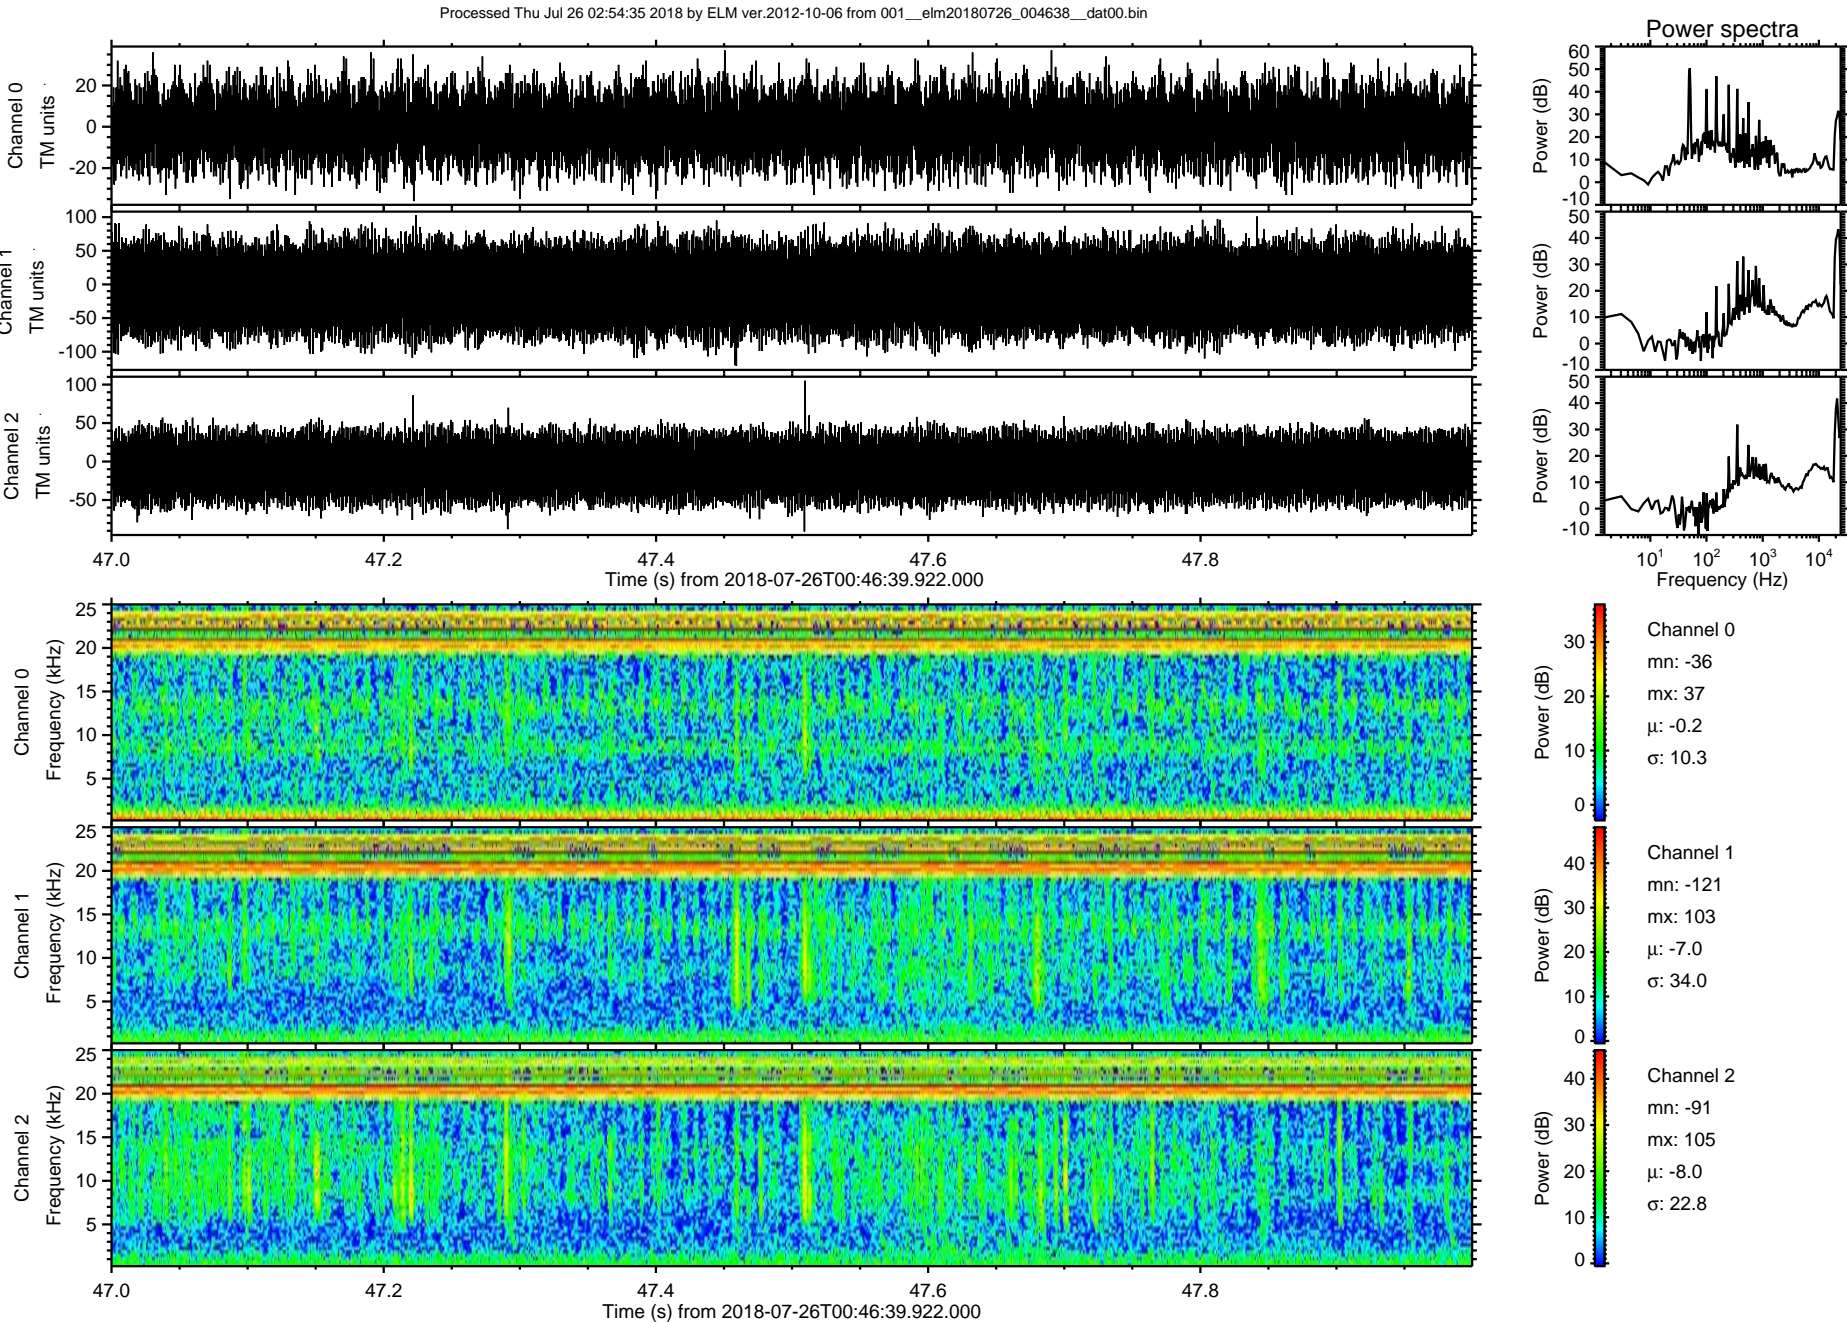 Processed Thu Jul 26 02:54:35 2018 by ELM ver.2012-10-06 from 001__elm20180726_004638__dat00.bin
Power spectra
Channel 0
TM units
20
0
-20
Power (dB)
60
50
40
30
20
10
0
-10
Channel 1
TM units
100
50
0
-50
-100
Power (dB)
50
40
30
20
10
0
-10
Channel 2
TM units
100
50
0
-50
Power (dB)
50
40
30
20
10
0
-10
47.0 47.2 47.4 47.6 47.8
Time (s) from 2018-07-26T00:46:39.922.000
10^1 10^2 10^3 10^4
Frequency (Hz)
Channel 0
Frequency (kHz)
25
20
15
10
5
Power (dB)
30
20
10
0
Channel 0
mn: -36
mx: 37
μ: -0.2
σ: 10.3
Channel 1
Frequency (kHz)
25
20
15
10
5
Power (dB)
40
30
20
10
0
Channel 1
mn: -121
mx: 103
μ: -7.0
σ: 34.0
Channel 2
Frequency (kHz)
25
20
15
10
5
Power (dB)
40
30
20
10
0
Channel 2
mn: -91
mx: 105
μ: -8.0
σ: 22.8
47.0 47.2 47.4 47.6 47.8
Time (s) from 2018-07-26T00:46:39.922.000